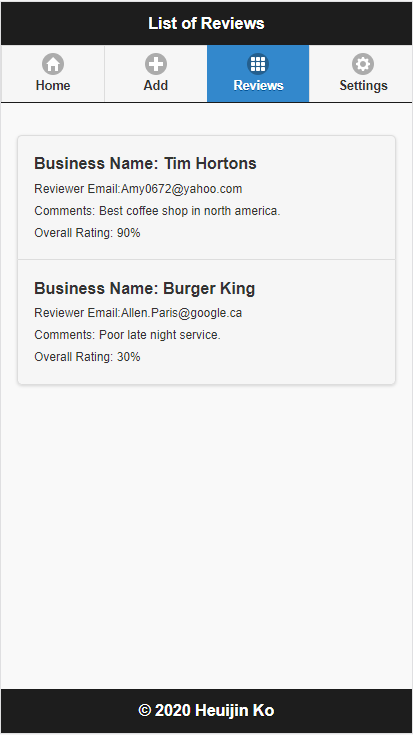 List of Reviews
Home Add Reviews Settings
Business Name: Tim Hortons
Reviewer Email:Amy0672@yahoo.com
Comments: Best coffee shop in north america.
Overall Rating: 90%
Business Name: Burger King
Reviewer Email:Allen.Paris@google.ca
Comments: Poor late night service.
Overall Rating: 30%
© 2020 Heuijin Ko